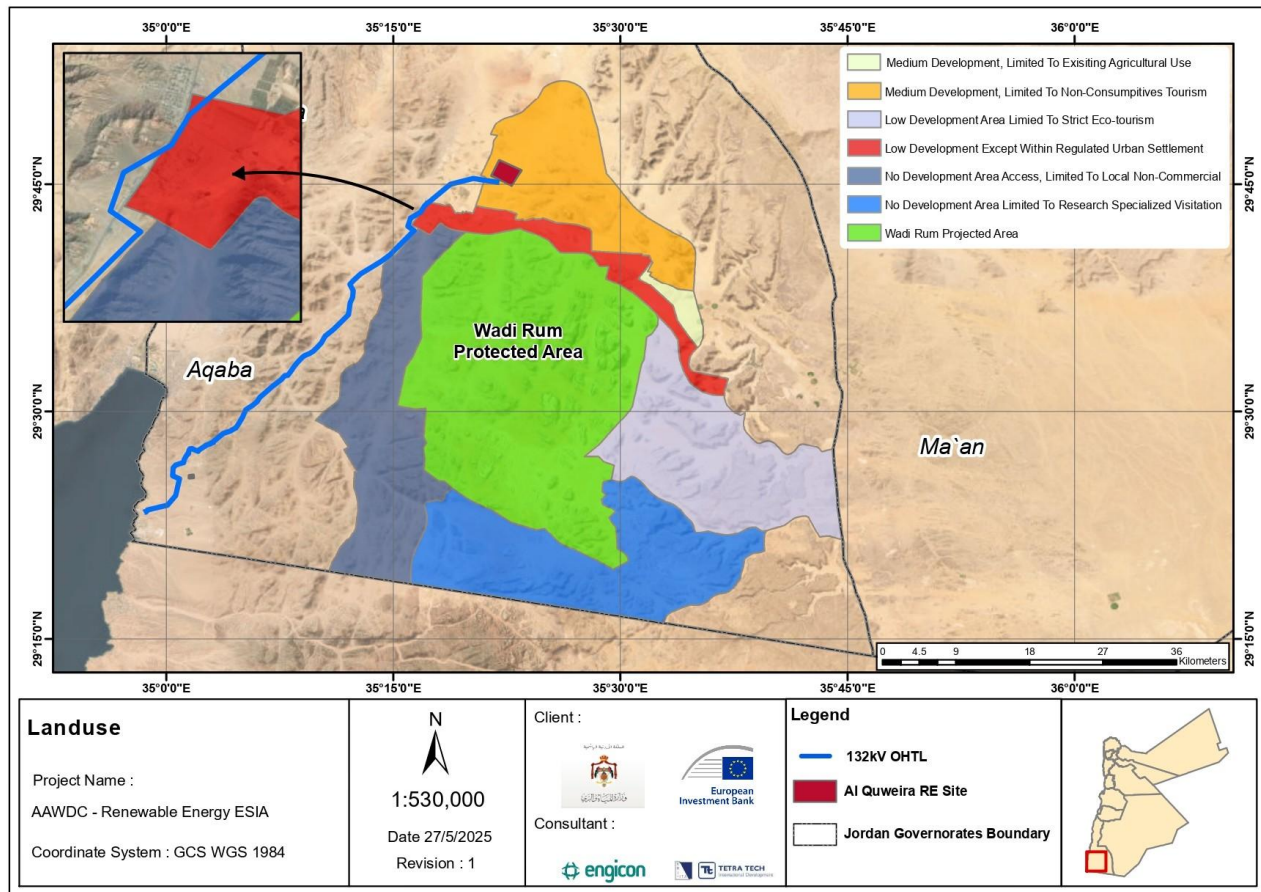 35°0'0"E
35°15'0"E
35°30'0"E
35°45'0"E
36°0'0"E
29°45'0"N
29°30'0"N
29°15'0"N
29°45'0"N
29°30'0"N
29°15'0"N
Medium Development, Limited To Exisiting Agricultural Use
Medium Development, Limited To Non-Consumpitives Tourism
Low Development Area Limied To Strict Eco-tourism
Low Development Except Within Regulated Urban Settlement
No Development Area Access, Limited To Local Non-Commercial
No Development Area Limited To Research Specialized Visitation
Wadi Rum Projected Area
Wadi Rum
Protected Area
Aqaba
Ma`an
0 4.5 9 18 27 36
Kilometers
35°0'0"E
35°15'0"E
35°30'0"E
35°45'0"E
36°0'0"E
Landuse
Project Name :
AAWDC - Renewable Energy ESIA
Coordinate System : GCS WGS 1984
N
1:530,000
Date 27/5/2025
Revision : 1
Client :
European
Investment Bank
Consultant :
engicon
TETRA TECH
International Development
Legend
132kV OHTL
Al Quweira RE Site
Jordan Governorates Boundary